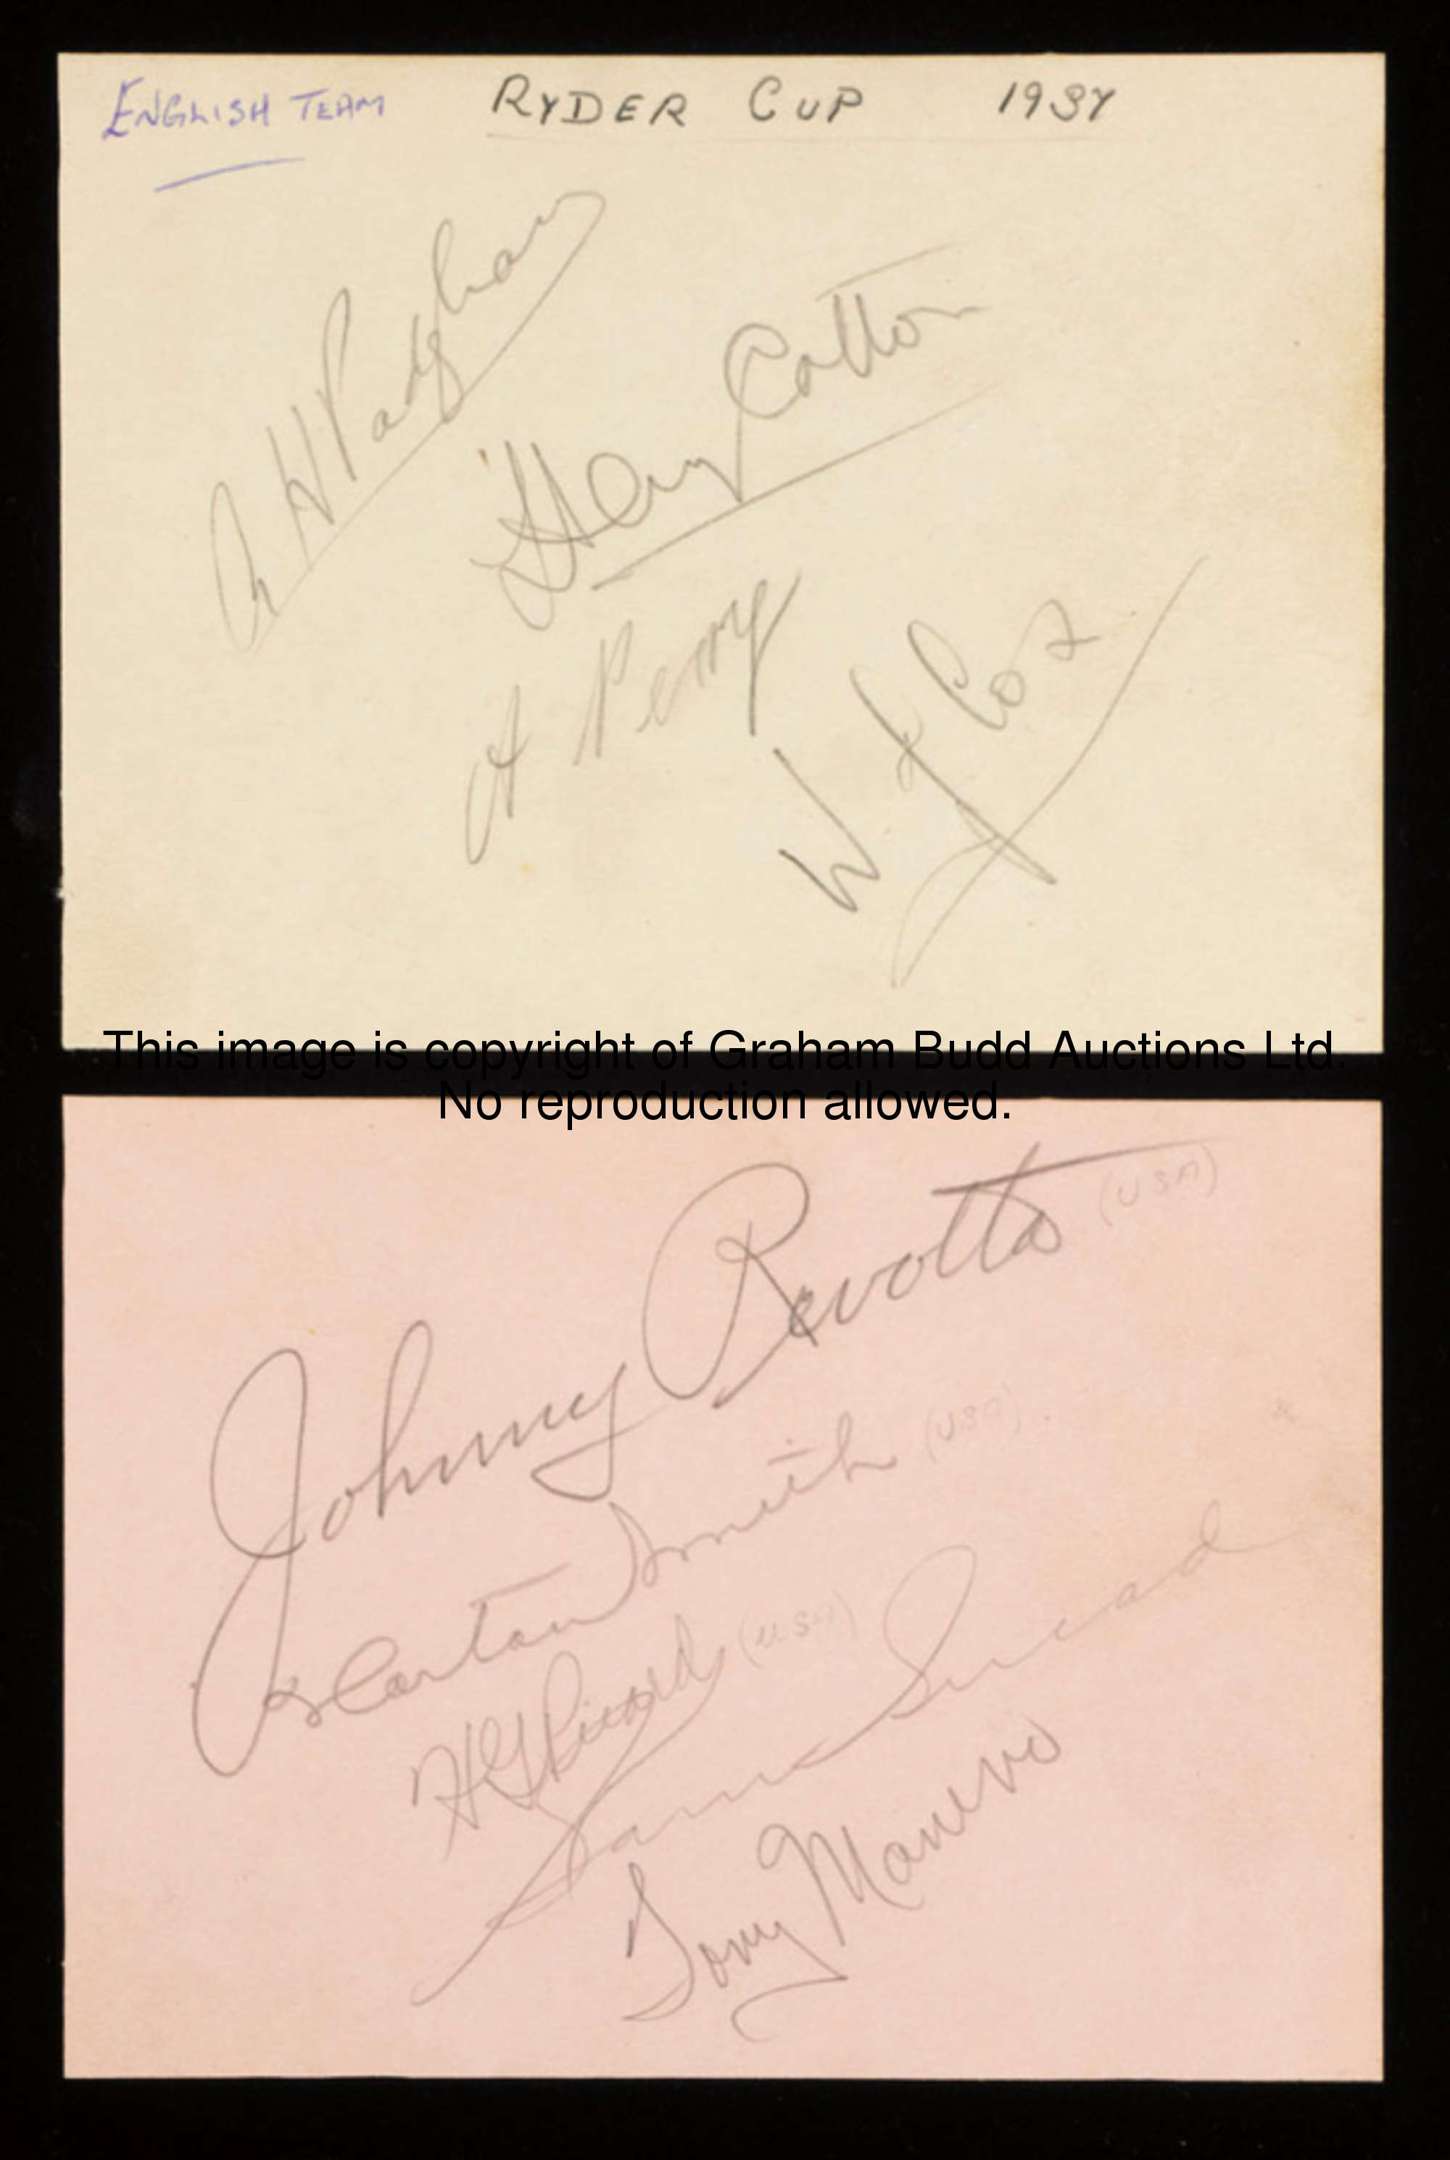 ENGLISH TEAM RYDER CUP 1937
A H Padgham
Henry Cotton
A Perry
W J Cox
This image is copyright of Graham Budd Auctions Ltd.
No reproduction allowed.
Johnny Revolta (USA)
Horton Smith (USA)
H G Picard (USA)
Sam Snead
Tony Manero